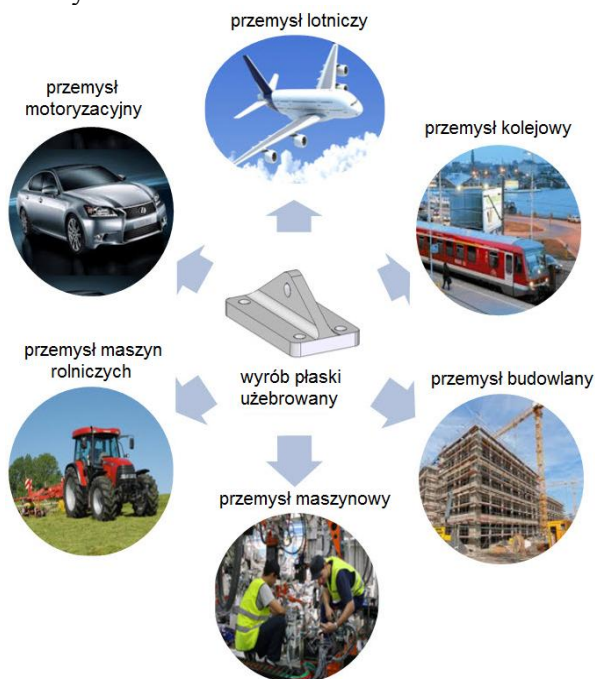 przemysł lotniczy
przemysł
motoryzacyjny
przemysł kolejowy
przemysł maszyn
rolniczych
wyrób płaski
użebrowany
przemysł budowlany
przemysł maszynowy